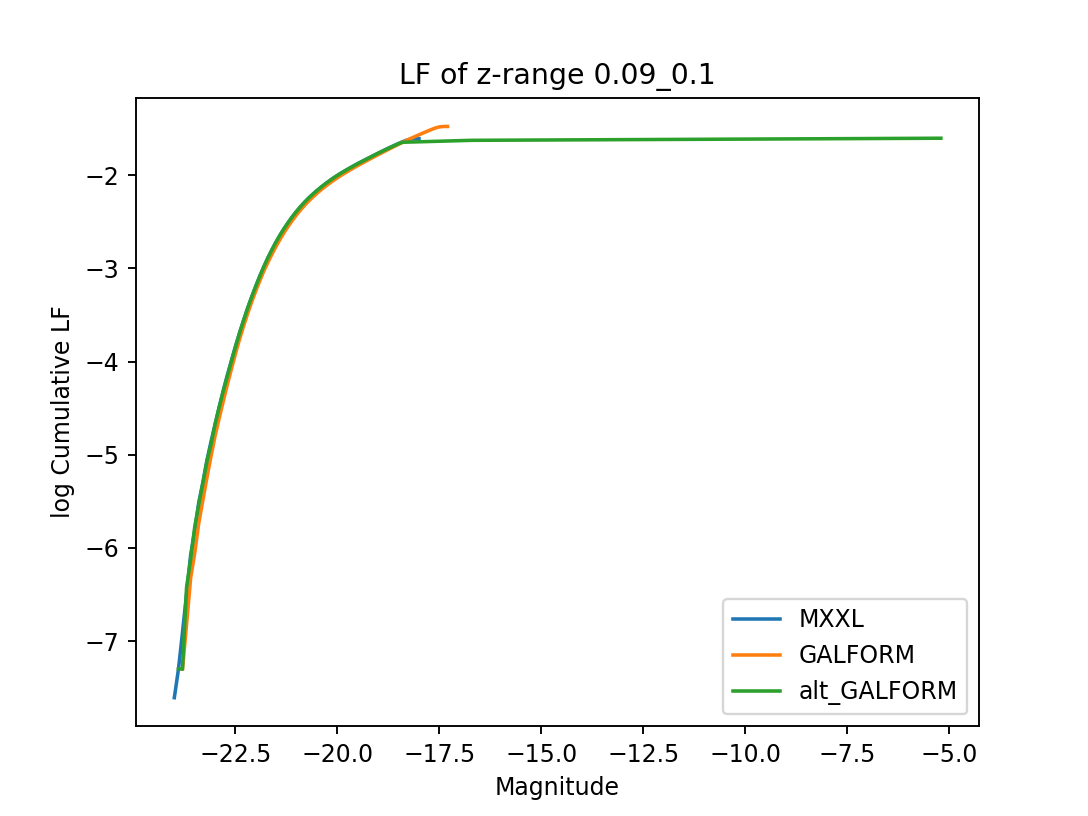 LF of z-range 0.09_0.1
−2
−3
−4
−5
−6
−7
log Cumulative LF
MXXL
GALFORM
alt_GALFORM
−22.5 −20.0 −17.5 −15.0 −12.5 −10.0 −7.5 −5.0
Magnitude